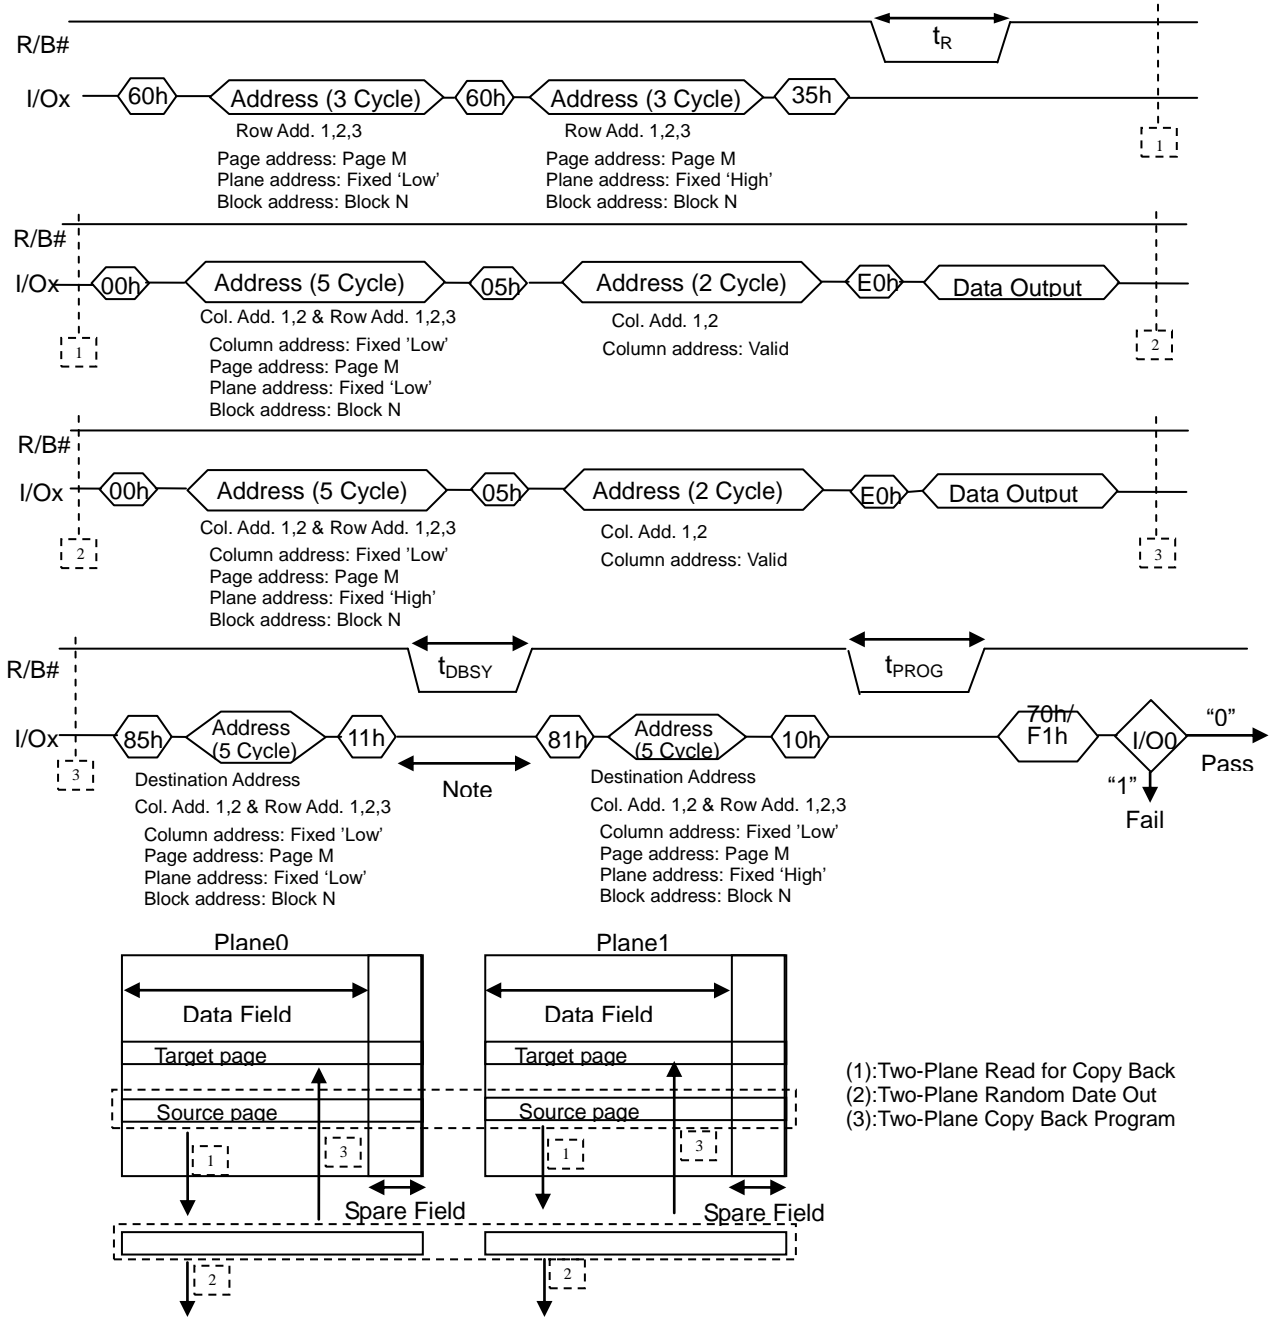 R/B#
tR
I/Ox 60h Address (3 Cycle) 60h Address (3 Cycle) 35h
Row Add. 1,2,3 Row Add. 1,2,3
1
Page address: Page M Page address: Page M
Plane address: Fixed ‘Low’ Plane address: Fixed ‘High’
Block address: Block N Block address: Block N
R/B#
I/Ox 00h Address (5 Cycle) 05h Address (2 Cycle) E0h Data Output
Col. Add. 1,2 & Row Add. 1,2,3 Col. Add. 1,2
1 Column address: Fixed ’Low’ Column address: Valid 2
Page address: Page M
Plane address: Fixed ‘Low’
Block address: Block N
R/B#
I/Ox 00h Address (5 Cycle) 05h Address (2 Cycle) E0h Data Output
Col. Add. 1,2 & Row Add. 1,2,3 Col. Add. 1,2
2 Column address: Fixed ’Low’ Column address: Valid 3
Page address: Page M
Plane address: Fixed ‘High’
Block address: Block N
R/B# tDBSY tPROG
I/Ox 85h Address (5 Cycle) 11h 81h Address (5 Cycle) 10h 70h/ F1h I/O0 “0” Pass
3 Destination Address Note Destination Address “1” Fail
Col. Add. 1,2 & Row Add. 1,2,3 Col. Add. 1,2 & Row Add. 1,2,3
Column address: Fixed ’Low’ Column address: Fixed ’Low’
Page address: Page M Page address: Page M
Plane address: Fixed ‘Low’ Plane address: Fixed ‘High’
Block address: Block N Block address: Block N
Plane0 Plane1
Data Field Data Field
Target page Target page
Source page Source page
1 3 1 3
Spare Field Spare Field
2 2
(1):Two-Plane Read for Copy Back
(2):Two-Plane Random Date Out
(3):Two-Plane Copy Back Program